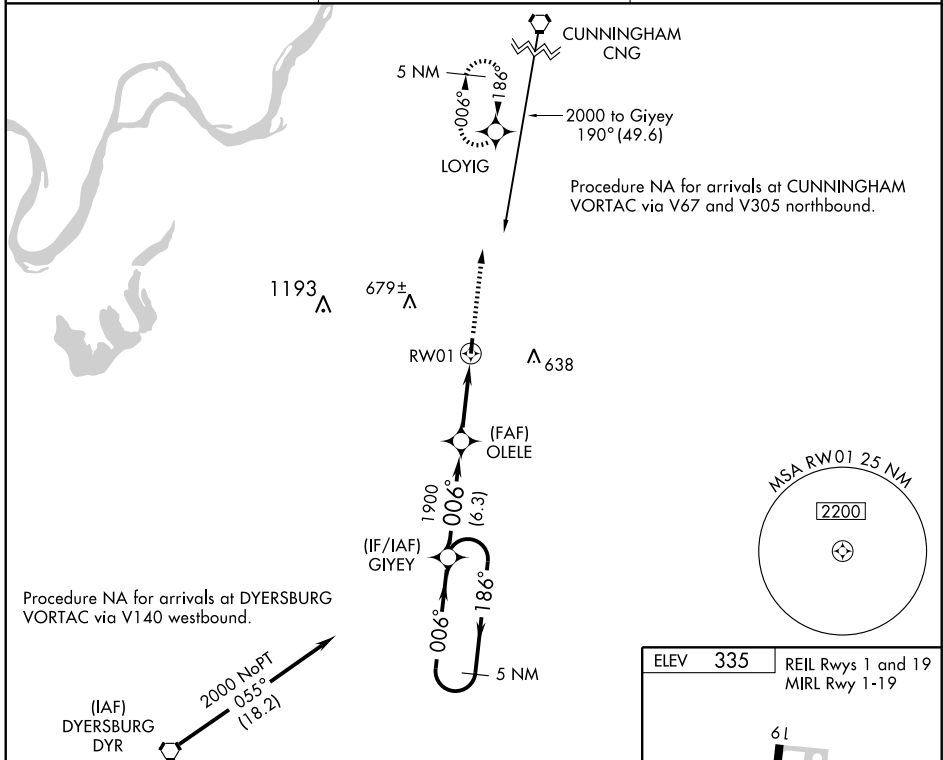 CUNNINGHAM
CNG
5 NM
006°
186°
LOYIG
2000 to Giyey
190° (49.6)
Procedure NA for arrivals at CUNNINGHAM
VORTAC via V67 and V305 northbound.
1193
679±
RW01
638
(FAF)
OLELE
1900
006°
(6.3)
(IF/IAF)
GIYEY
006°
186°
5 NM
MSA RW01 25 NM
2200
Procedure NA for arrivals at DYERSBURG
VORTAC via V140 westbound.
2000 NoPT
055°
(18.2)
(IAF)
DYERSBURG
DYR
ELEV 335
REIL Rwys 1 and 19
MIRL Rwy 1-19
19